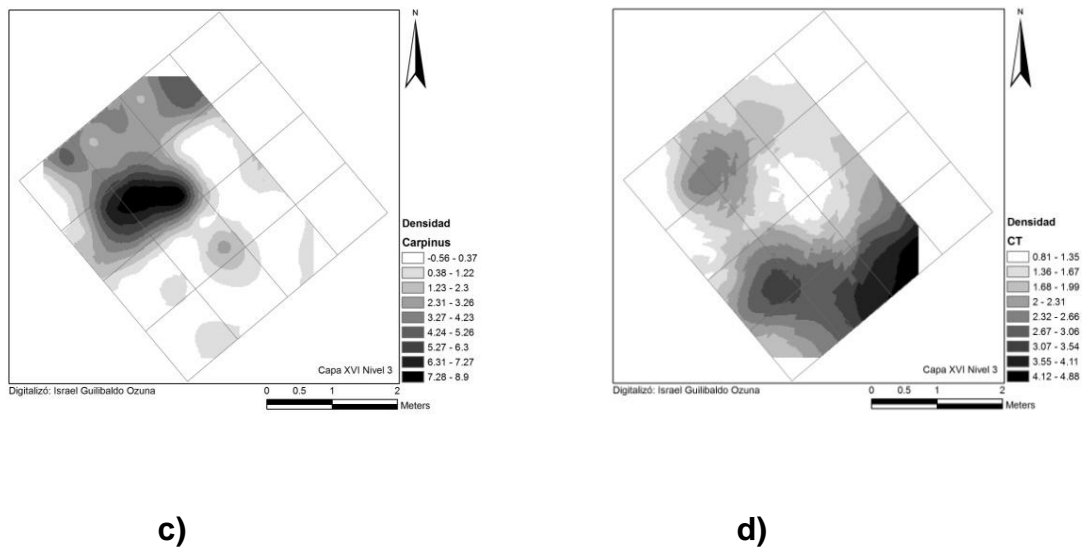 N
Densidad
Carpinus
-0.56 - 0.37
0.38 - 1.22
1.23 - 2.3
2.31 - 3.26
3.27 - 4.23
4.24 - 5.26
5.27 - 6.3
6.31 - 7.27
7.28 - 8.9
Capa XVI Nivel 3
Digitalizó: Israel Guilibaldo Ozuna
0 0.5 1 2
Meters
N
Densidad
CT
0.81 - 1.35
1.36 - 1.67
1.68 - 1.99
2 - 2.31
2.32 - 2.66
2.67 - 3.06
3.07 - 3.54
3.55 - 4.11
4.12 - 4.88
Capa XVI Nivel 3
Digitalizó: Israel Guilibaldo Ozuna
0 0.5 1 2
Meters
c)
d)